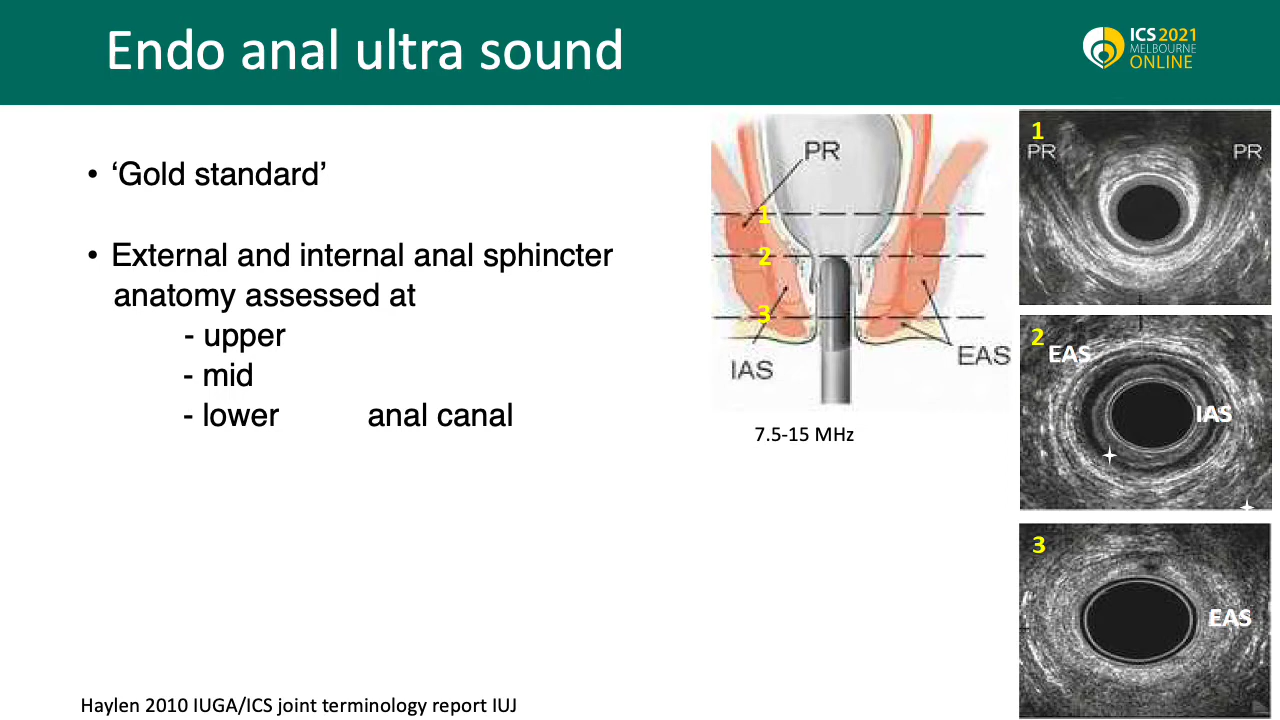 Endo anal ultra sound
ICS 2021
MELBOURNE
ONLINE
• ‘Gold standard’
• External and internal anal sphincter
anatomy assessed at
- upper
- mid
- lower anal canal
PR
1
2
3
IAS
EAS
7.5-15 MHz
1
PR PR
2
EAS
IAS
3
EAS
Haylen 2010 IUGA/ICS joint terminology report IUJ